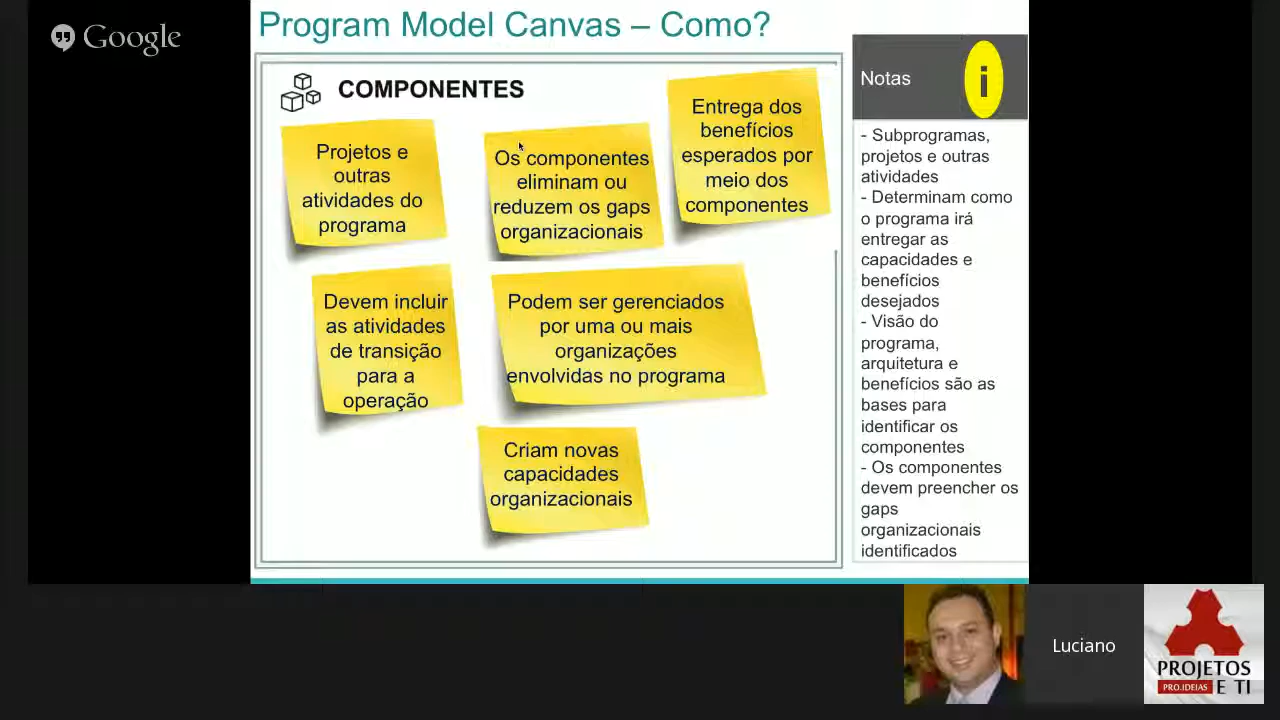 Google
Program Model Canvas – Como?
COMPONENTES
Projetos e
outras
atividades do
programa
Os componentes
eliminam ou
reduzem os gaps
organizacionais
Entrega dos
benefícios
esperados por
meio dos
componentes
Devem incluir
as atividades
de transição
para a
operação
Podem ser gerenciados
por uma ou mais
organizações
envolvidas no programa
Criam novas
capacidades
organizacionais
Notas
i
- Subprogramas,
projetos e outras
atividades
- Determinam como
o programa irá
entregar as
capacidades e
benefícios
desejados
- Visão do
programa,
arquitetura e
benefícios são as
bases para
identificar os
componentes
- Os componentes
devem preencher os
gaps
organizacionais
identificados
Luciano
PROJETOS
PRO.IDEIAS E TI